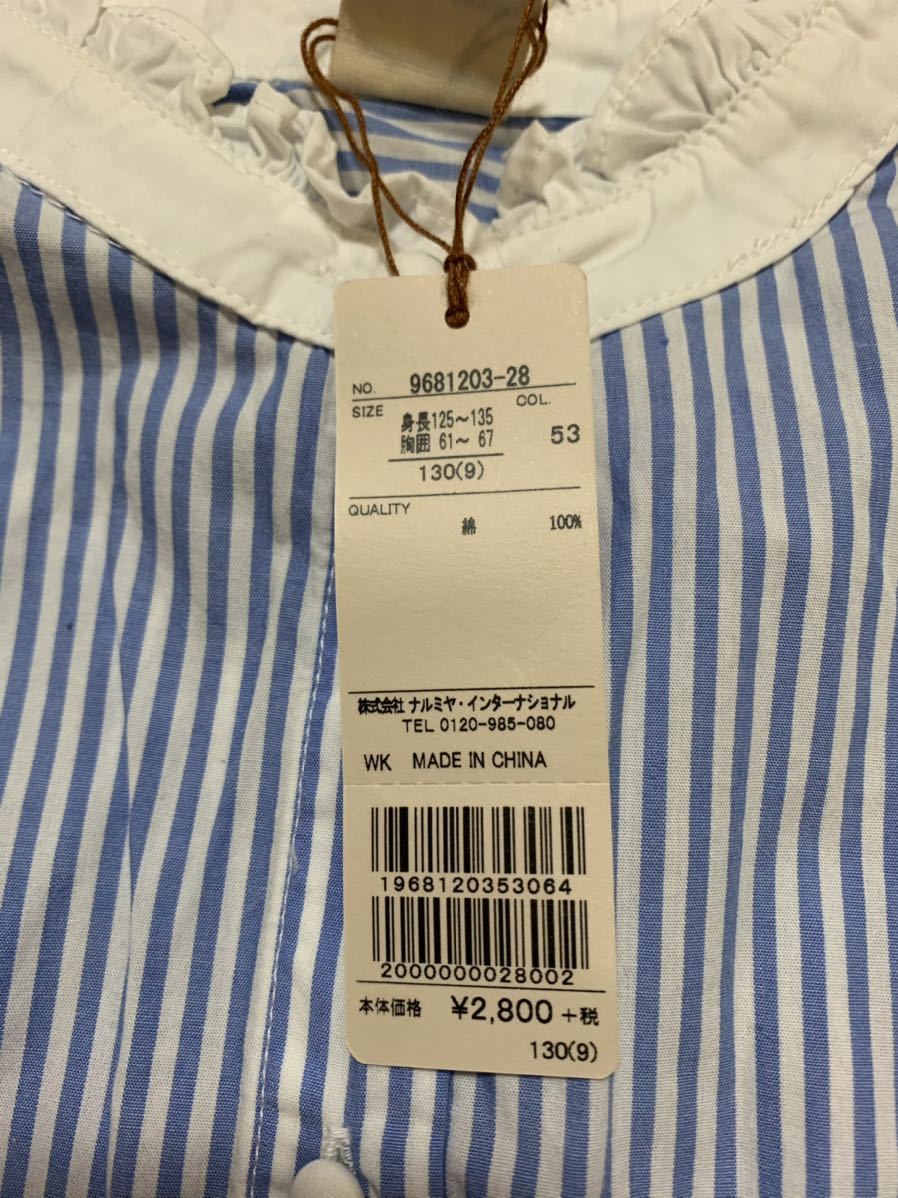 NO. 9681203-28
SIZE COL.
身長125～135
胸囲 61～ 67
53
130(9)
QUALITY
綿 100%
株式会社 ナルミヤ・インターナショナル
TEL 0120-985-080
WK MADE IN CHINA
1968120353064
2000000028002
本体価格 ¥2,800 +税
130(9)